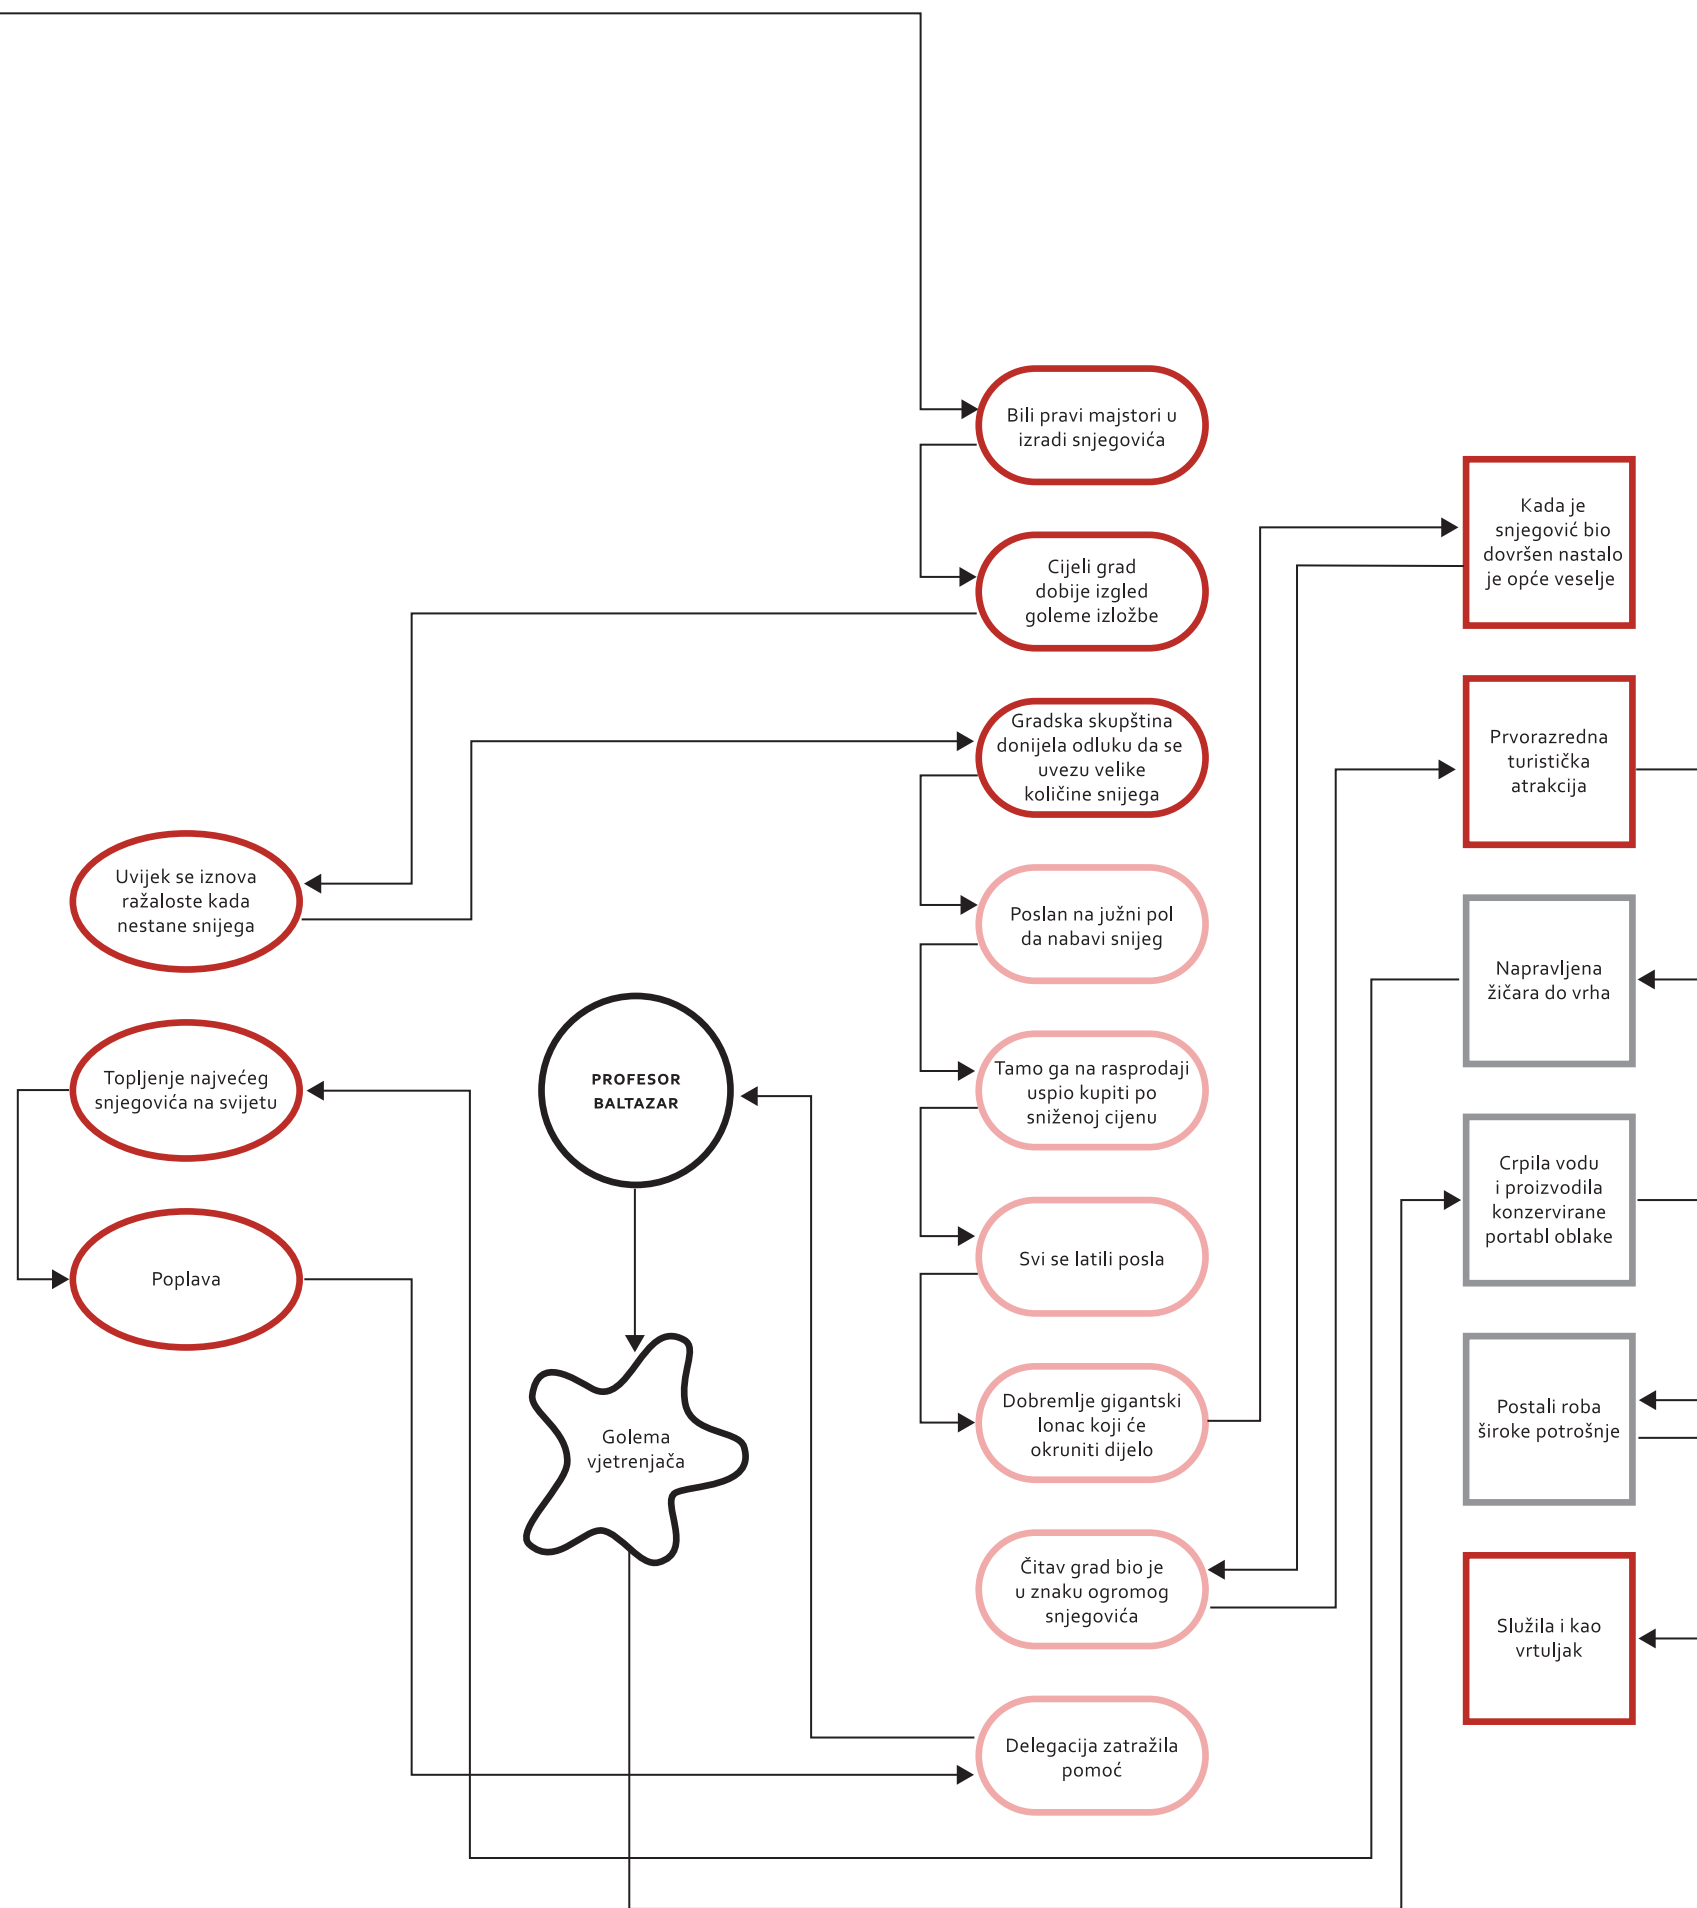 Bili pravi majstori u
izradi snjegovića
Cijeli grad
dobije izgled
goleme izložbe
Gradska skupština
donijela odluku da se
uvezu velike
količine snijega
Poslan na južni pol
da nabavi snijeg
Tamo ga na rasprodaji
uspio kupiti po
sniženoj cijenu
Svi se latili posla
Dobremlje gigantski
lonac koji će
okruniti dijelo
Čitav grad bio je
u znaku ogromog
snjegovića
Delegacija zatražila
pomoć
Uvijek se iznova
ražaloste kada
nestane snijega
Topljenje najvećeg
snjegovića na svijetu
Poplava
PROFESOR
BALTAZAR
Golema
vjetrenjača
Kada je
snjegović bio
dovršen nastalo
je opće veselje
Prvorazredna
turistička
atrakcija
Napravljena
žičara do vrha
Crpila vodu
i proizvodila
konzervirane
portabl oblake
Postali roba
široke potrošnje
Služila i kao
vrtuljak